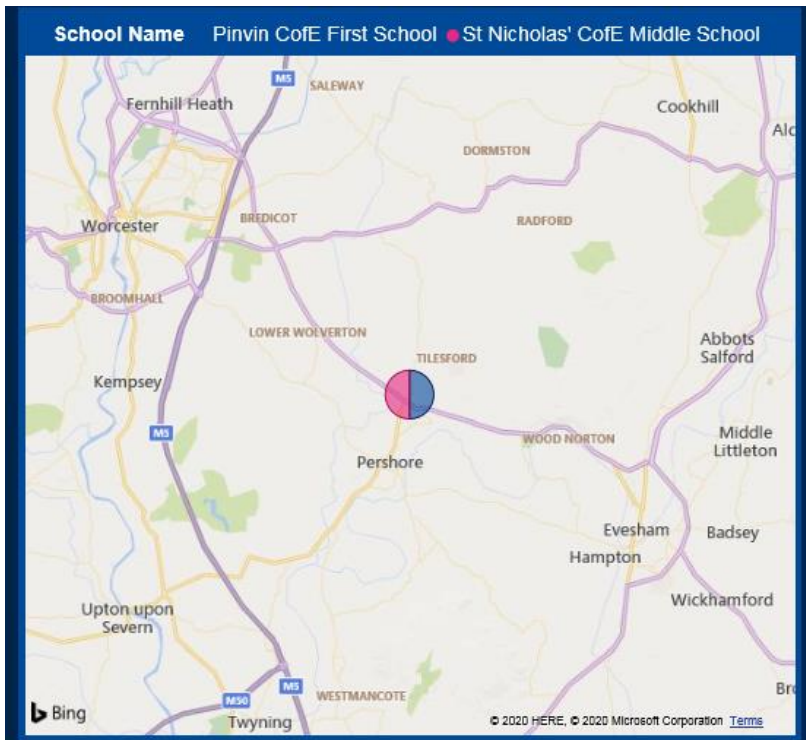 School Name Pinvin CofE First School St Nicholas' CofE Middle School
M5
SALEWAY
Fernhill Heath
Cookhill
Alc
DORMSTON
BREDICOT
RADFORD
Worcester
BROOMHALL
LOWER WOLVERTON
Abbots
Salford
TILESFORD
Kempsey
M5
WOOD NORTON
Middle
Littleton
Pershore
Evesham
Badsey
Hampton
Wickhamford
Upton upon
Severn
M5
M50
WESTMANCOTE
Bro
Bing
Twyning
© 2020 HERE, © 2020 Microsoft Corporation Terms